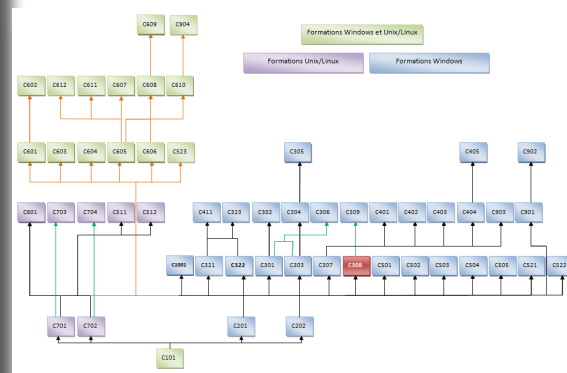 C609 C904
Formations Windows et Unix/Linux
Formations Unix/Linux Formations Windows
C602 C612 C611 C607 C608 C610
C601 C603 C604 C605 C606 C523
C305 C405 C902
C801 C703 C704 C511 C512 C411 C323 C302 C304 C306 C309 C401 C402 C403 C404 C903 C901
C1001 C321 C322 C301 C303 C307 C308 C501 C502 C503 C504 C505 C521 C522
C701 C702 C201 C202
C101